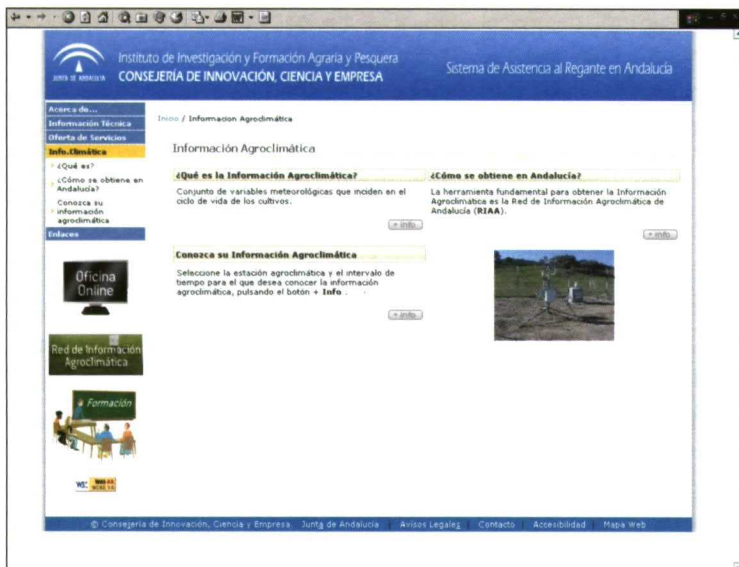 Instituto de Investigación y Formación Agraria y Pesquera
CONSEJERÍA DE INNOVACIÓN, CIENCIA Y EMPRESA
JUNTA DE ANDALUCIA
Sistema de Asistencia al Regante en Andalucía
Acerca de...
Información Técnica
Oferta de Servicios
Info.Climática
¿Qué es?
¿Cómo se obtiene en
Andalucía?
Conozca su
información
agroclimática
Enlaces
Oficina
Online
Red de Información
Agroclimática
Formación
Inicio / Informacion Agroclimática
Información Agroclimática
¿Qué es la Información Agroclimática?
Conjunto de variables meteorológicas que inciden en el
ciclo de vida de los cultivos.
+ info
¿Cómo se obtiene en Andalucía?
La herramienta fundamental para obtener la Información
Agroclimática es la Red de Información Agroclimática de
Andalucía (RIAA).
+ info
Conozca su Información Agroclimática
Seleccione la estación agroclimática y el intervalo de
tiempo para el que desea conocer la información
agroclimática, pulsando el botón + Info .
+ info
© Consejería de Innovación, Ciencia y Empresa. Junta de Andalucía | Avisos Legales | Contacto | Accesibilidad | Mapa Web